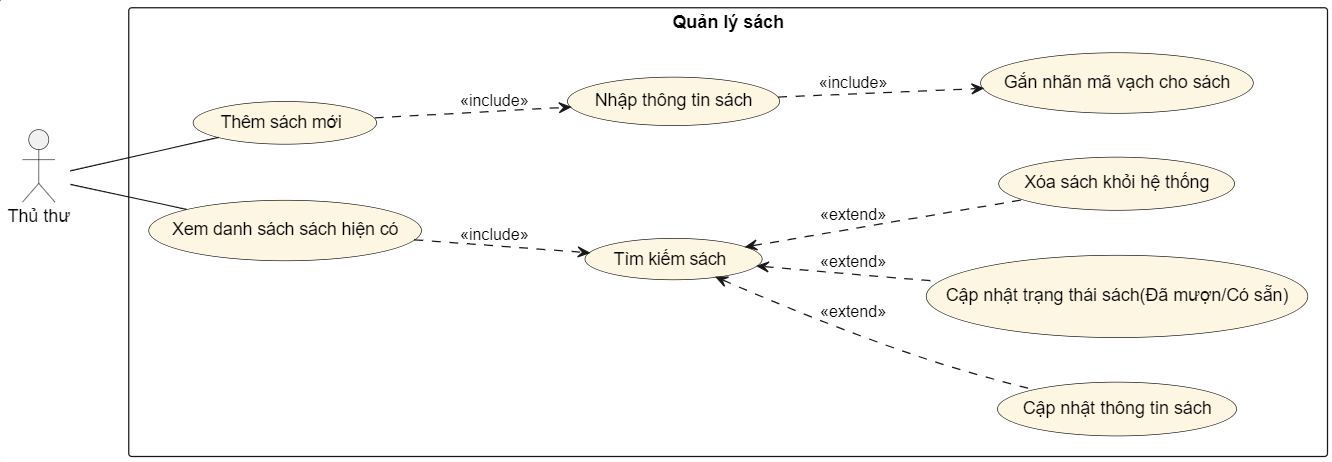 Quản lý sách
Thủ thư
Thêm sách mới
«include»
Nhập thông tin sách
«include»
Gắn nhãn mã vạch cho sách
Xem danh sách sách hiện có
«include»
Tìm kiếm sách
«extend»
Xóa sách khỏi hệ thống
«extend»
Cập nhật trạng thái sách(Đã mượn/Có sẵn)
«extend»
Cập nhật thông tin sách